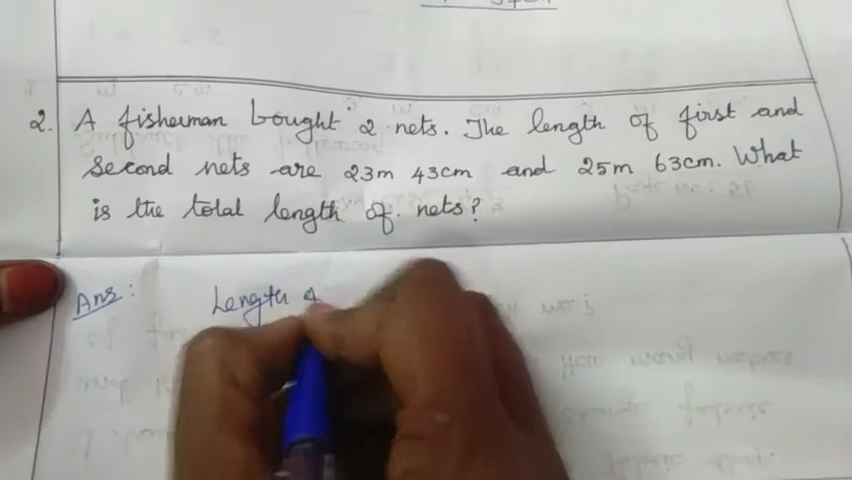 2. A fisherman bought 2 nets. The length of first and
second nets are 23m 43cm and 25m 63cm. What
is the total length of nets?
Ans: Length